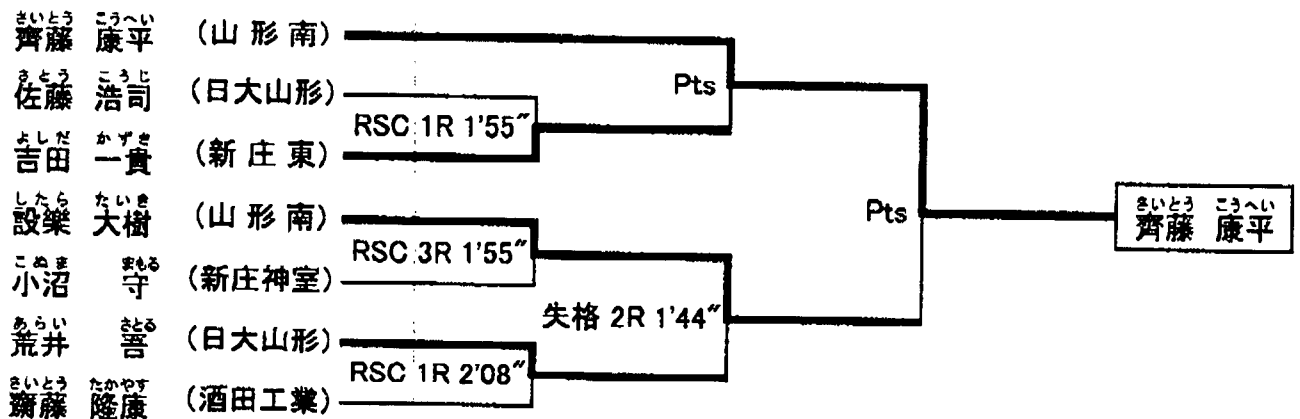 さいとう こうへい
齊藤 康平 (山形南)
さとう こうじ
佐藤 浩司 (日大山形)
よしだ かずき
吉田 一貴 (新庄東)
したら たいき
設樂 大樹 (山形南)
こぬま まもる
小沼 守 (新庄神室)
あらい さとる
荒井 吾 (日大山形)
さいとう たかやす
齋藤 隆康 (酒田工業)
RSC 1R 1'55"
RSC 3R 1'55"
RSC 1R 2'08"
Pts
失格 2R 1'44"
Pts
さいとう こうへい
齊藤 康平